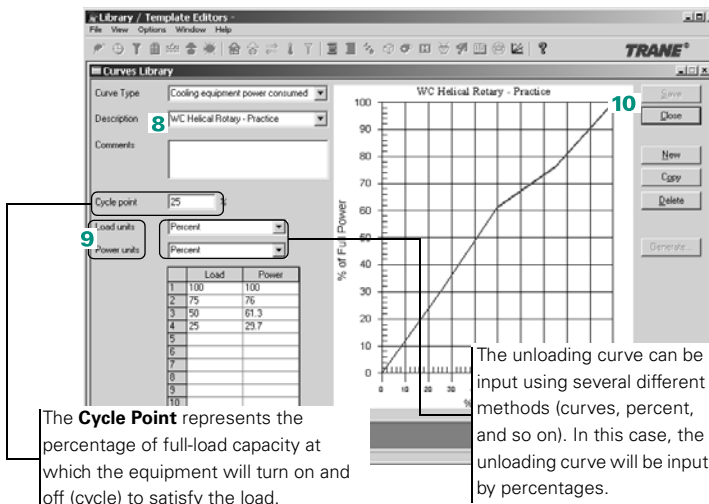 Library / Template Editors -
File View Options Window Help
TRANE®
Curves Library
Curve Type
Cooling equipment power consumed
Description
8
WC Helical Rotary - Practice
Comments
Cycle point
25
%
9
Load units
Percent
Power units
Percent
Load Power
1 100 100
2 75 76
3 50 61.3
4 25 29.7
5
6
7
8
9
10
WC Helical Rotary - Practice
10
% of Full Power
100
90
80
70
60
50
40
30
20
10
0
0 10 20 30
%
Save
Close
New
Copy
Delete
Generate...
The Cycle Point represents the
percentage of full-load capacity at
which the equipment will turn on and
off (cycle) to satisfy the load.
The unloading curve can be
input using several different
methods (curves, percent,
and so on). In this case, the
unloading curve will be input
by percentages.